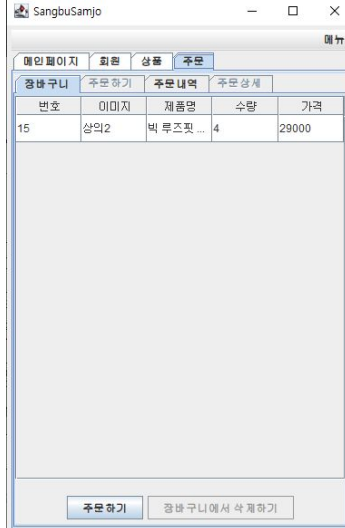 SangbuSamjo
메뉴
메인페이지 회원 상품 주문
장바구니 주문하기 주문내역 주문상세
번호 이미지 제품명 수량 가격
15 상의2 빅 루즈핏 ... 4 29000
주문하기 장바구니에서 삭제하기